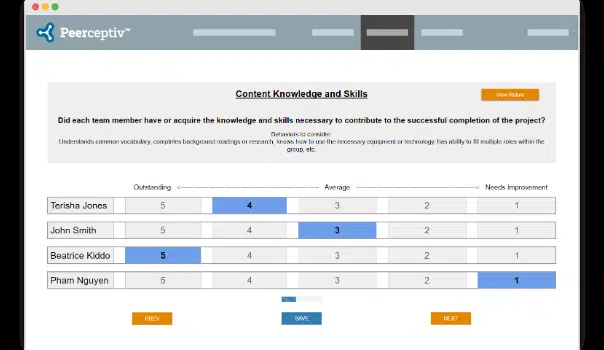 Peerceptiv™
Content Knowledge and Skills
View Rubric
Did each team member have or acquire the knowledge and skills necessary to contribute to the successful completion of the project?
Behaviors to consider:
Understands common vocabulary, completes background readings or research, knows how to use the necessary equipment or technology, has ability to fill multiple roles within the
group, etc.
Outstanding <-----------------------------------> Average <-----------------------------------> Needs Improvement
Terisha Jones 5 4 3 2 1
John Smith 5 4 3 2 1
Beatrice Kiddo 5 4 3 2 1
Pham Nguyen 5 4 3 2 1
PREV SAVE NEXT